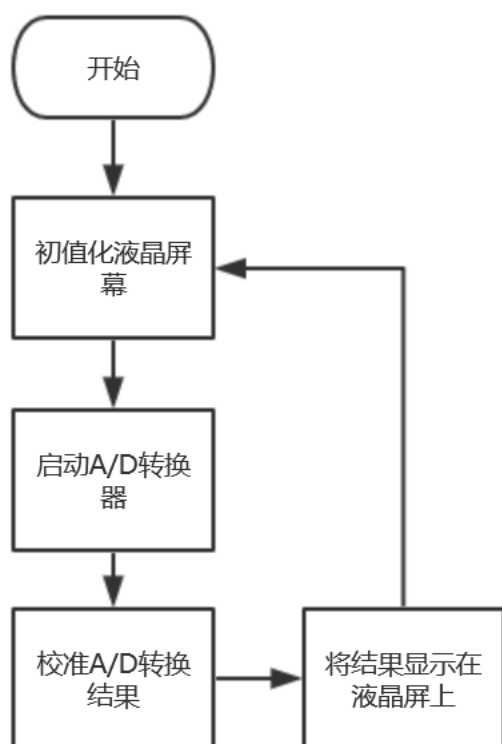 开始
初值化液晶屏
幕
启动A/D转换
器
校准A/D转换
结果
将结果显示在
液晶屏上